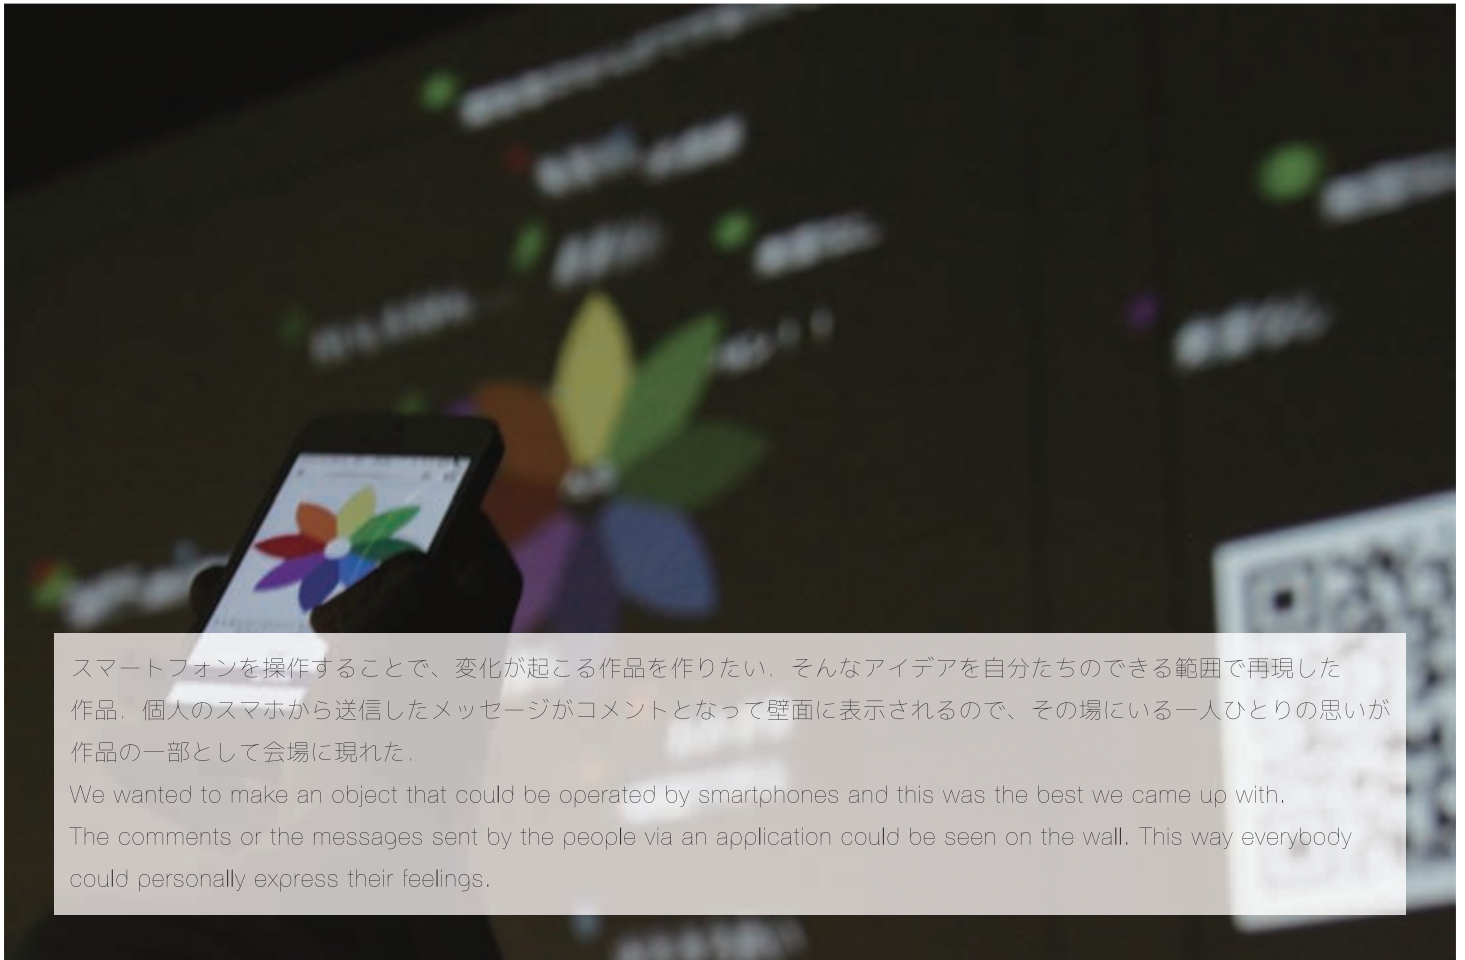 スマートフォンを操作することで、変化が起こる作品を作りたい．そんなアイデアを自分たちのできる範囲で再現した
作品．個人のスマホから送信したメッセージがコメントとなって壁面に表示されるので、その場にいる一人ひとりの思いが
作品の一部として会場に現れた．
We wanted to make an object that could be operated by smartphones and this was the best we came up with.
The comments or the messages sent by the people via an application could be seen on the wall. This way everybody
could personally express their feelings.